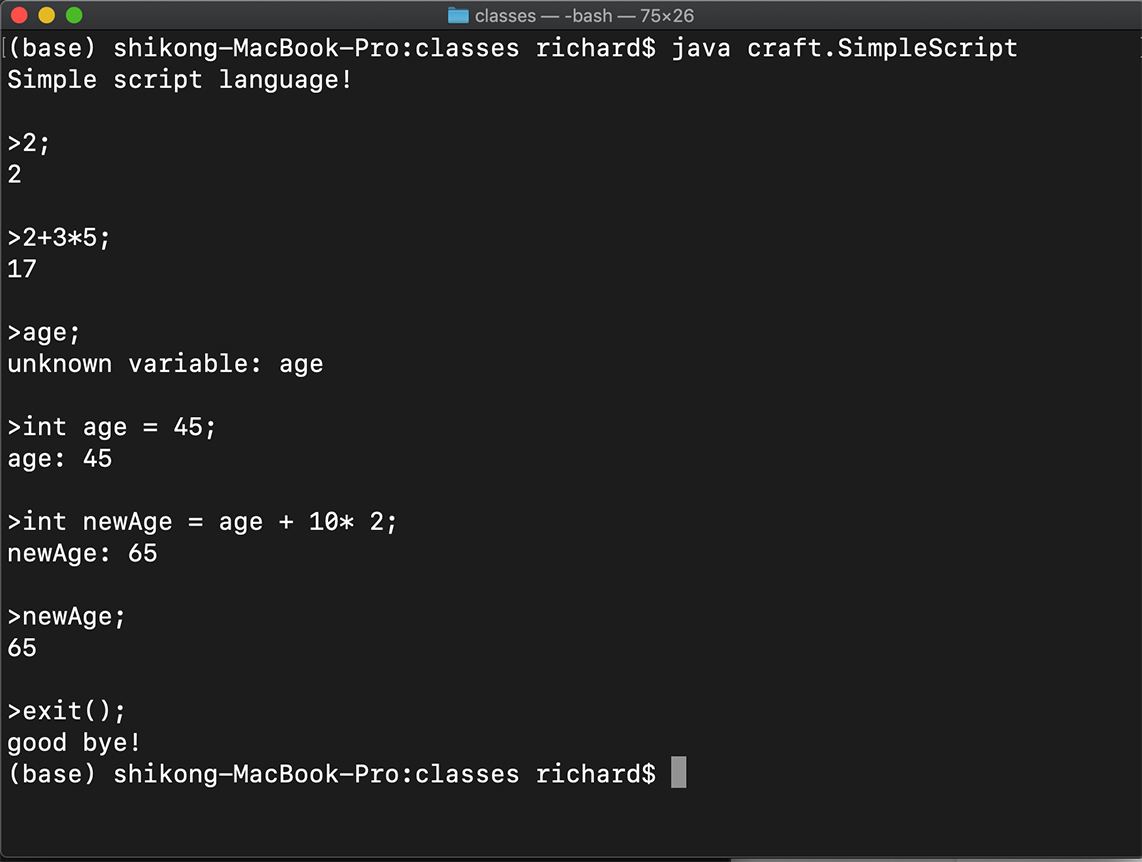 classes — -bash — 75×26
(base) shikong-MacBook-Pro:classes richard$ java craft.SimpleScript
Simple script language!
>2;
2
>2+3*5;
17
>age;
unknown variable: age
>int age = 45;
age: 45
>int newAge = age + 10* 2;
newAge: 65
>newAge;
65
>exit();
good bye!
(base) shikong-MacBook-Pro:classes richard$